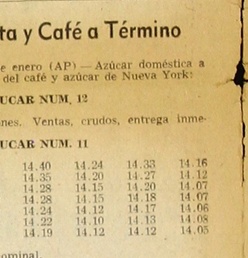 ta y Café a Término
e enero (AP) — Azúcar doméstica a
del café y azúcar de Nueva York:
UCAR NUM. 12
nes. Ventas, crudos, entrega inme-
UCAR NUM. 11
14.40 14.24 14.33 14.16
14.35 14.20 14.27 14.12
14.28 14.15 14.20 14.07
14.28 14.15 14.18 14.07
14.24 14.12 14.17 14.06
14.22 14.10 14.13 14.08
14.19 14.12 14.12 14.05
nominal